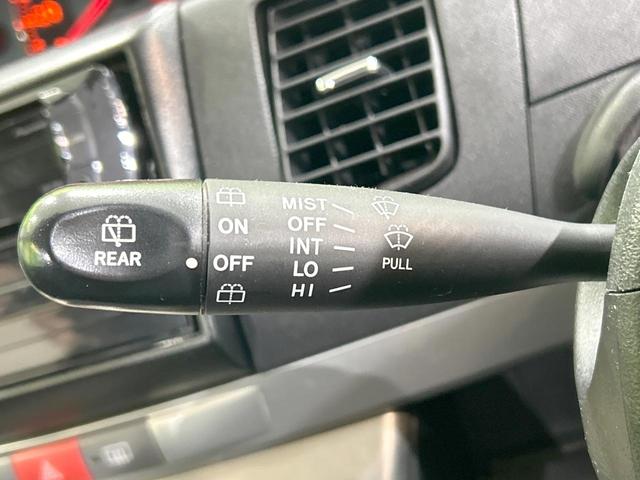 REAR
ON
OFF
MIST
OFF
INT
LO
HI
PULL